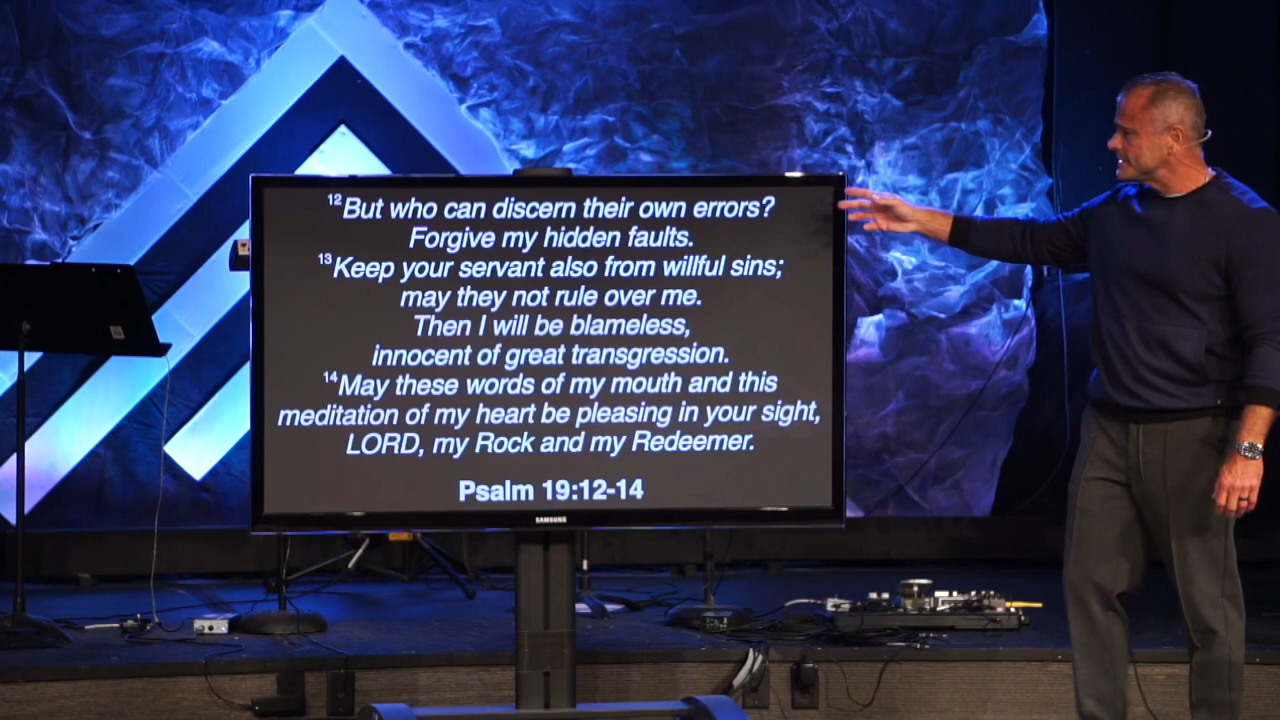 ¹²But who can discern their own errors?
Forgive my hidden faults.
¹³Keep your servant also from willful sins;
may they not rule over me.
Then I will be blameless,
innocent of great transgression.
¹⁴May these words of my mouth and this
meditation of my heart be pleasing in your sight,
LORD, my Rock and my Redeemer.
Psalm 19:12-14
SAMSUNG